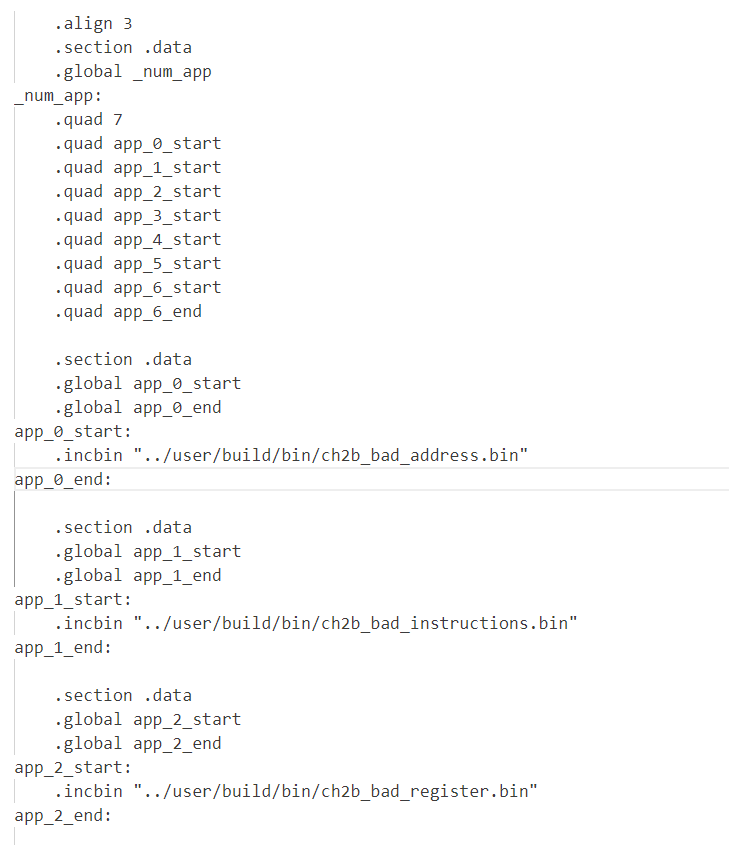 .align 3
.section .data
.global _num_app
_num_app:
.quad 7
.quad app_0_start
.quad app_1_start
.quad app_2_start
.quad app_3_start
.quad app_4_start
.quad app_5_start
.quad app_6_start
.quad app_6_end
.section .data
.global app_0_start
.global app_0_end
app_0_start:
.incbin "../user/build/bin/ch2b_bad_address.bin"
app_0_end:
.section .data
.global app_1_start
.global app_1_end
app_1_start:
.incbin "../user/build/bin/ch2b_bad_instructions.bin"
app_1_end:
.section .data
.global app_2_start
.global app_2_end
app_2_start:
.incbin "../user/build/bin/ch2b_bad_register.bin"
app_2_end: